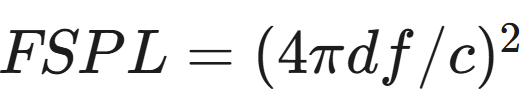 FSPL = (4πdf/c)²